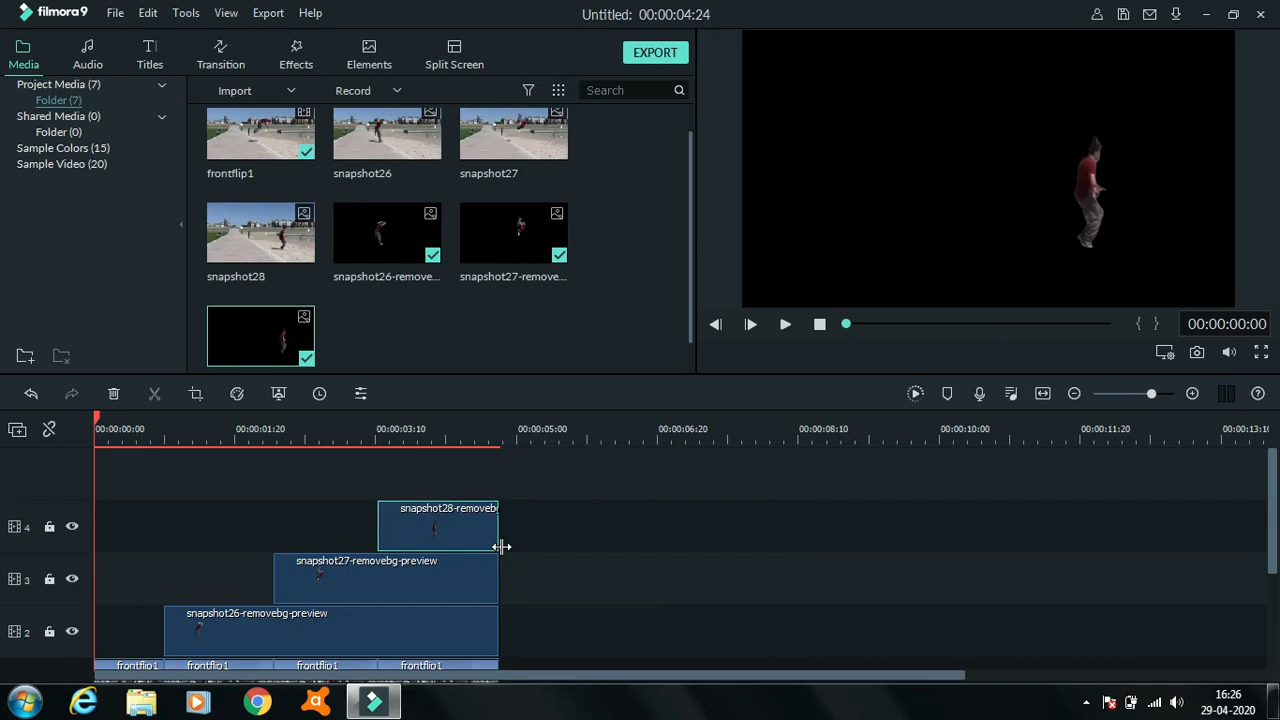 filmora9
File Edit Tools View Export Help
Untitled: 00:00:04:24
Media Audio Titles Transition Effects Elements Split Screen
EXPORT
Project Media (7)
Folder (7)
Shared Media (0)
Folder (0)
Sample Colors (15)
Sample Video (20)
Import Record Search
frontflip1 snapshot26 snapshot27
snapshot28 snapshot26-remove... snapshot27-remove...
00:00:00:00
00:00:00:00 00:00:01:20 00:00:03:10 00:00:05:00 00:00:06:20 00:00:08:10 00:00:10:00 00:00:11:20 00:00:13:10
4 snapshot28-removebg
3 snapshot27-removebg-preview
2 snapshot26-removebg-preview
frontflip1 frontflip1 frontflip1 frontflip1
16:26
29-04-2020